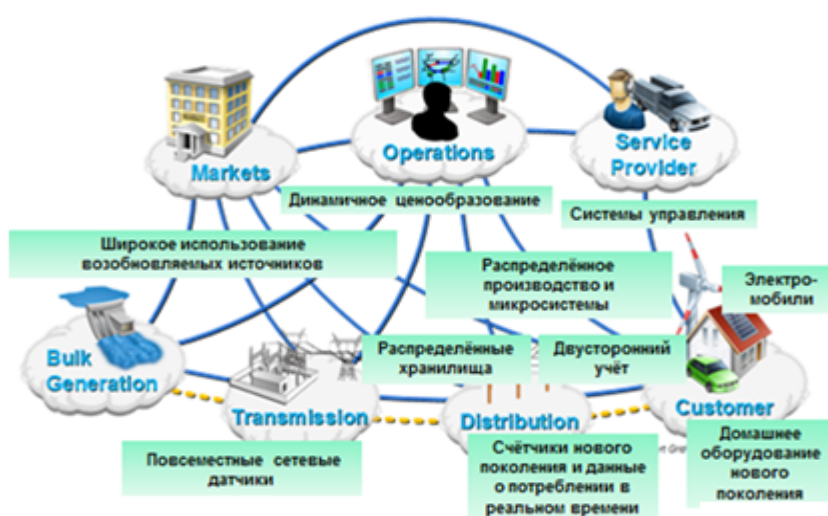 Markets
Operations
Service
Provider
Динамичное ценообразование
Системы управления
Широкое использование
возобновляемых источников
Распределённое
производство и
микросистемы
Электро-
мобили
Bulk
Generation
Распределённые
хранилища
Двусторонний
учёт
Transmission
Distribution
Customer
Повсеместные сетевые
датчики
Счётчики нового
поколения и данные
о потреблении в
реальном времени
Домашнее
оборудование
нового
поколения